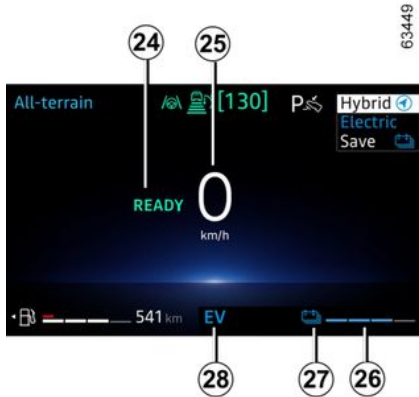 63449
24 25
All-terrain [130] P Hybrid
Electric
Save
READY 0
km/h
541 km EV
28 27 26